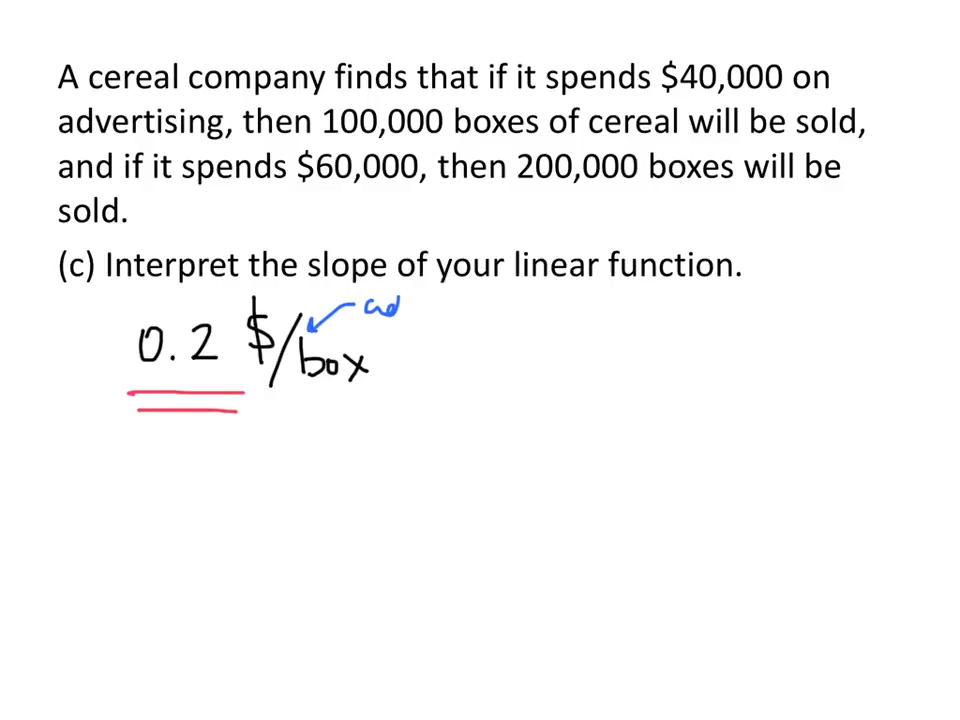 A cereal company finds that if it spends $40,000 on
advertising, then 100,000 boxes of cereal will be sold,
and if it spends $60,000, then 200,000 boxes will be
sold.
(c) Interpret the slope of your linear function.
ad
0.2 $/box